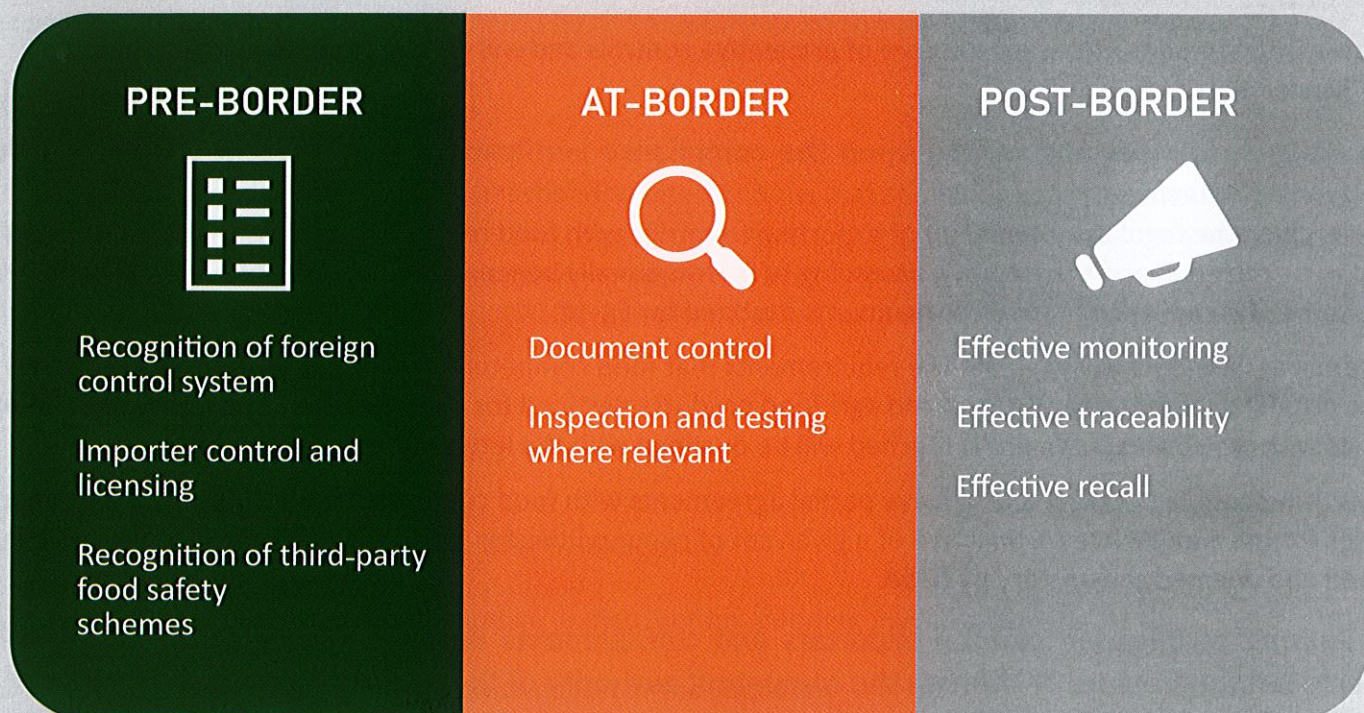 PRE-BORDER
Recognition of foreign
control system
Importer control and
licensing
Recognition of third-party
food safety
schemes
AT-BORDER
Document control
Inspection and testing
where relevant
POST-BORDER
Effective monitoring
Effective traceability
Effective recall